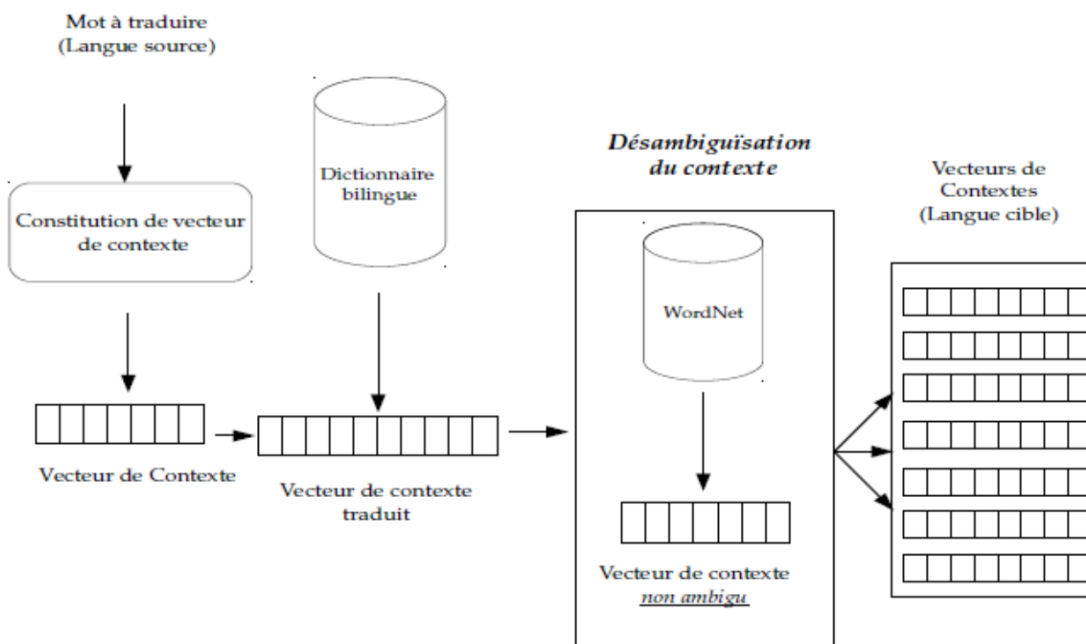 Mot à traduire
(Langue source)
Constitution de vecteur
de contexte
Vecteur de Contexte
Dictionnaire
bilingue
Vecteur de contexte
traduit
Désambiguïsation
du contexte
WordNet
Vecteur de contexte
non ambigu
Vecteurs de
Contextes
(Langue cible)